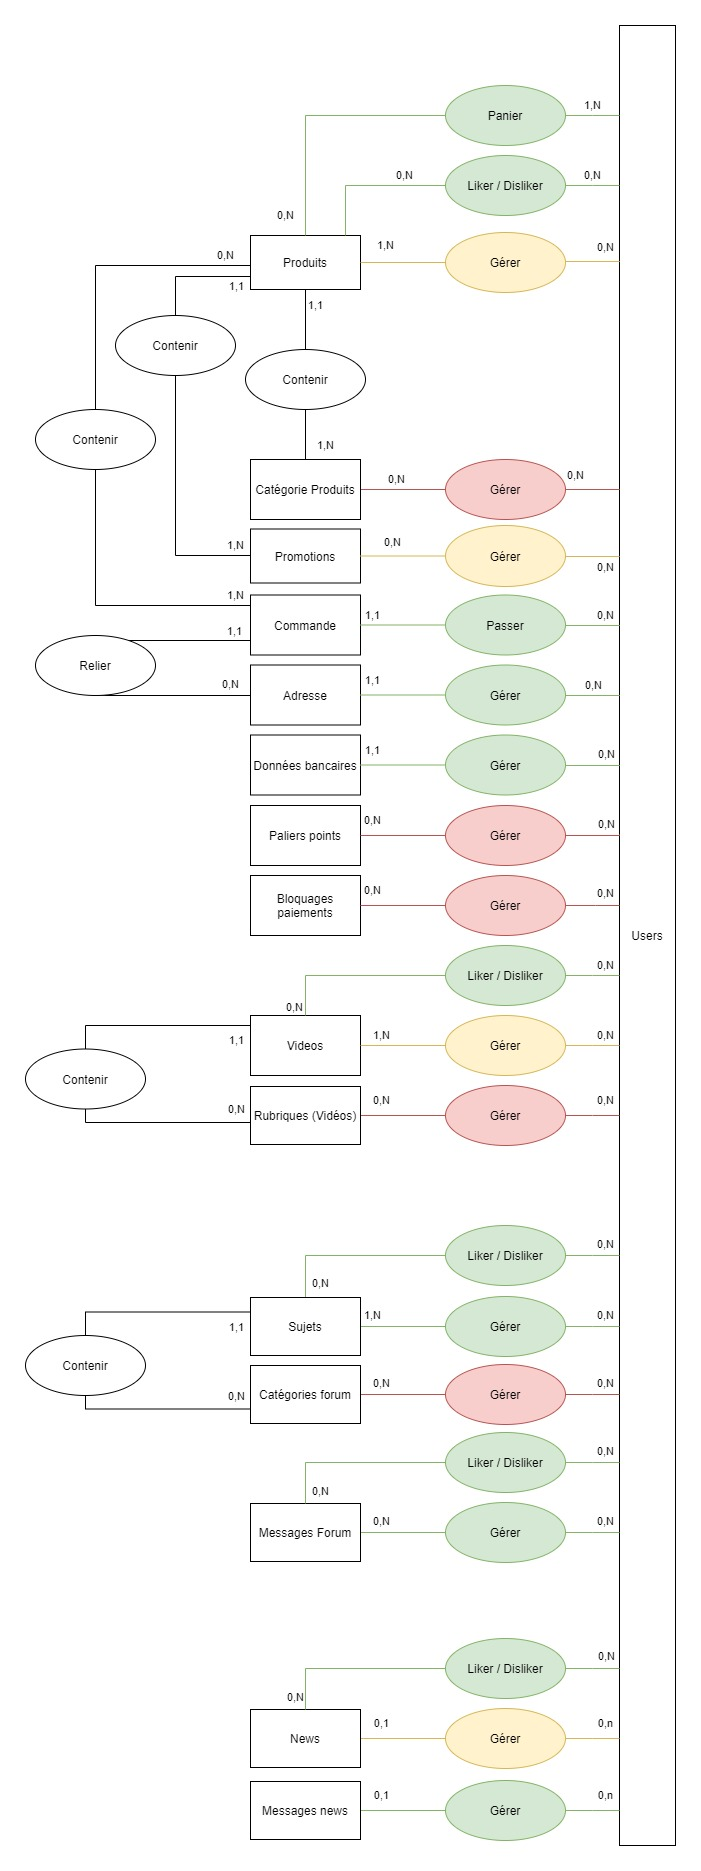 Panier
1,N
0,N
Liker / Disliker
0,N
0,N
0,N
Produits
1,N
Gérer
0,N
1,1
1,1
Contenir
Contenir
Contenir
1,N
Catégorie Produits
0,N
Gérer
0,N
1,N
Promotions
0,N
Gérer
0,N
1,N
Commande
1,1
Passer
0,N
1,1
Relier
0,N
Adresse
1,1
Gérer
0,N
Données bancaires
1,1
Gérer
0,N
Paliers points
0,N
Gérer
0,N
Bloquages
paiements
0,N
Gérer
0,N
Users
Liker / Disliker
0,N
0,N
1,1
Videos
1,N
Gérer
0,N
Contenir
0,N
Rubriques (Vidéos)
0,N
Gérer
0,N
Liker / Disliker
0,N
0,N
1,1
Sujets
1,N
Gérer
0,N
Contenir
0,N
Catégories forum
0,N
Gérer
0,N
Liker / Disliker
0,N
0,N
Messages Forum
0,N
Gérer
0,N
Liker / Disliker
0,N
0,N
News
0,1
Gérer
0,n
Messages news
0,1
Gérer
0,n